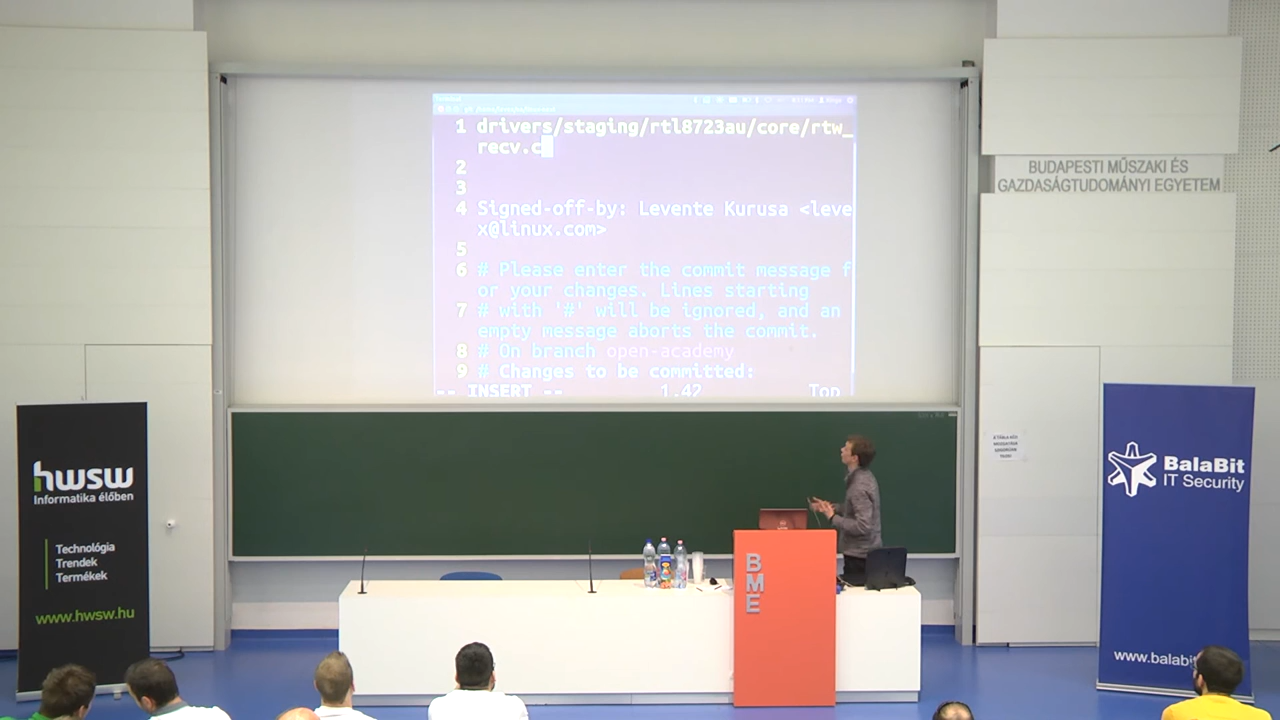 1 drivers/staging/rtl8723au/core/rtw_
recv.c
2
3
4 Signed-off-by: Levente Kurusa <leve
x@linux.com>
5
6 # Please enter the commit message f
or your changes. Lines starting
7 # with '#' will be ignored, and an
empty message aborts the commit.
8 # On branch open-academy
9 # Changes to be committed:
-- INSERT -- 1,42 Top
BUDAPESTI MŰSZAKI ÉS
GAZDASÁGTUDOMÁNYI EGYETEM
hwsw
Informatika élőben
Technológia
Trendek
Termékek
www.hwsw.hu
BME
BalaBit
IT Security
www.balabi